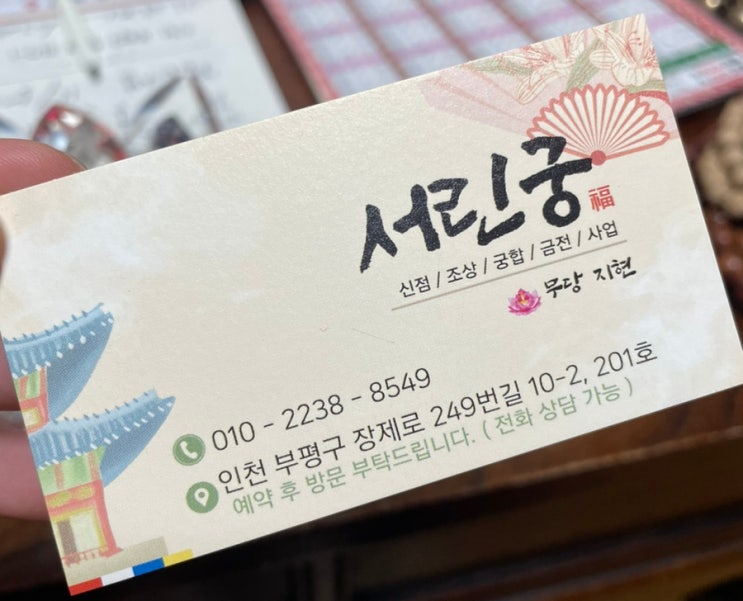 서린궁
福
신점 / 조상 / 궁합 / 금전 / 사업
무당 지현
010 - 2238 - 8549
인천 부평구 장제로 249번길 10-2, 201호
예약 후 방문 부탁드립니다. ( 전화 상담 가능 )